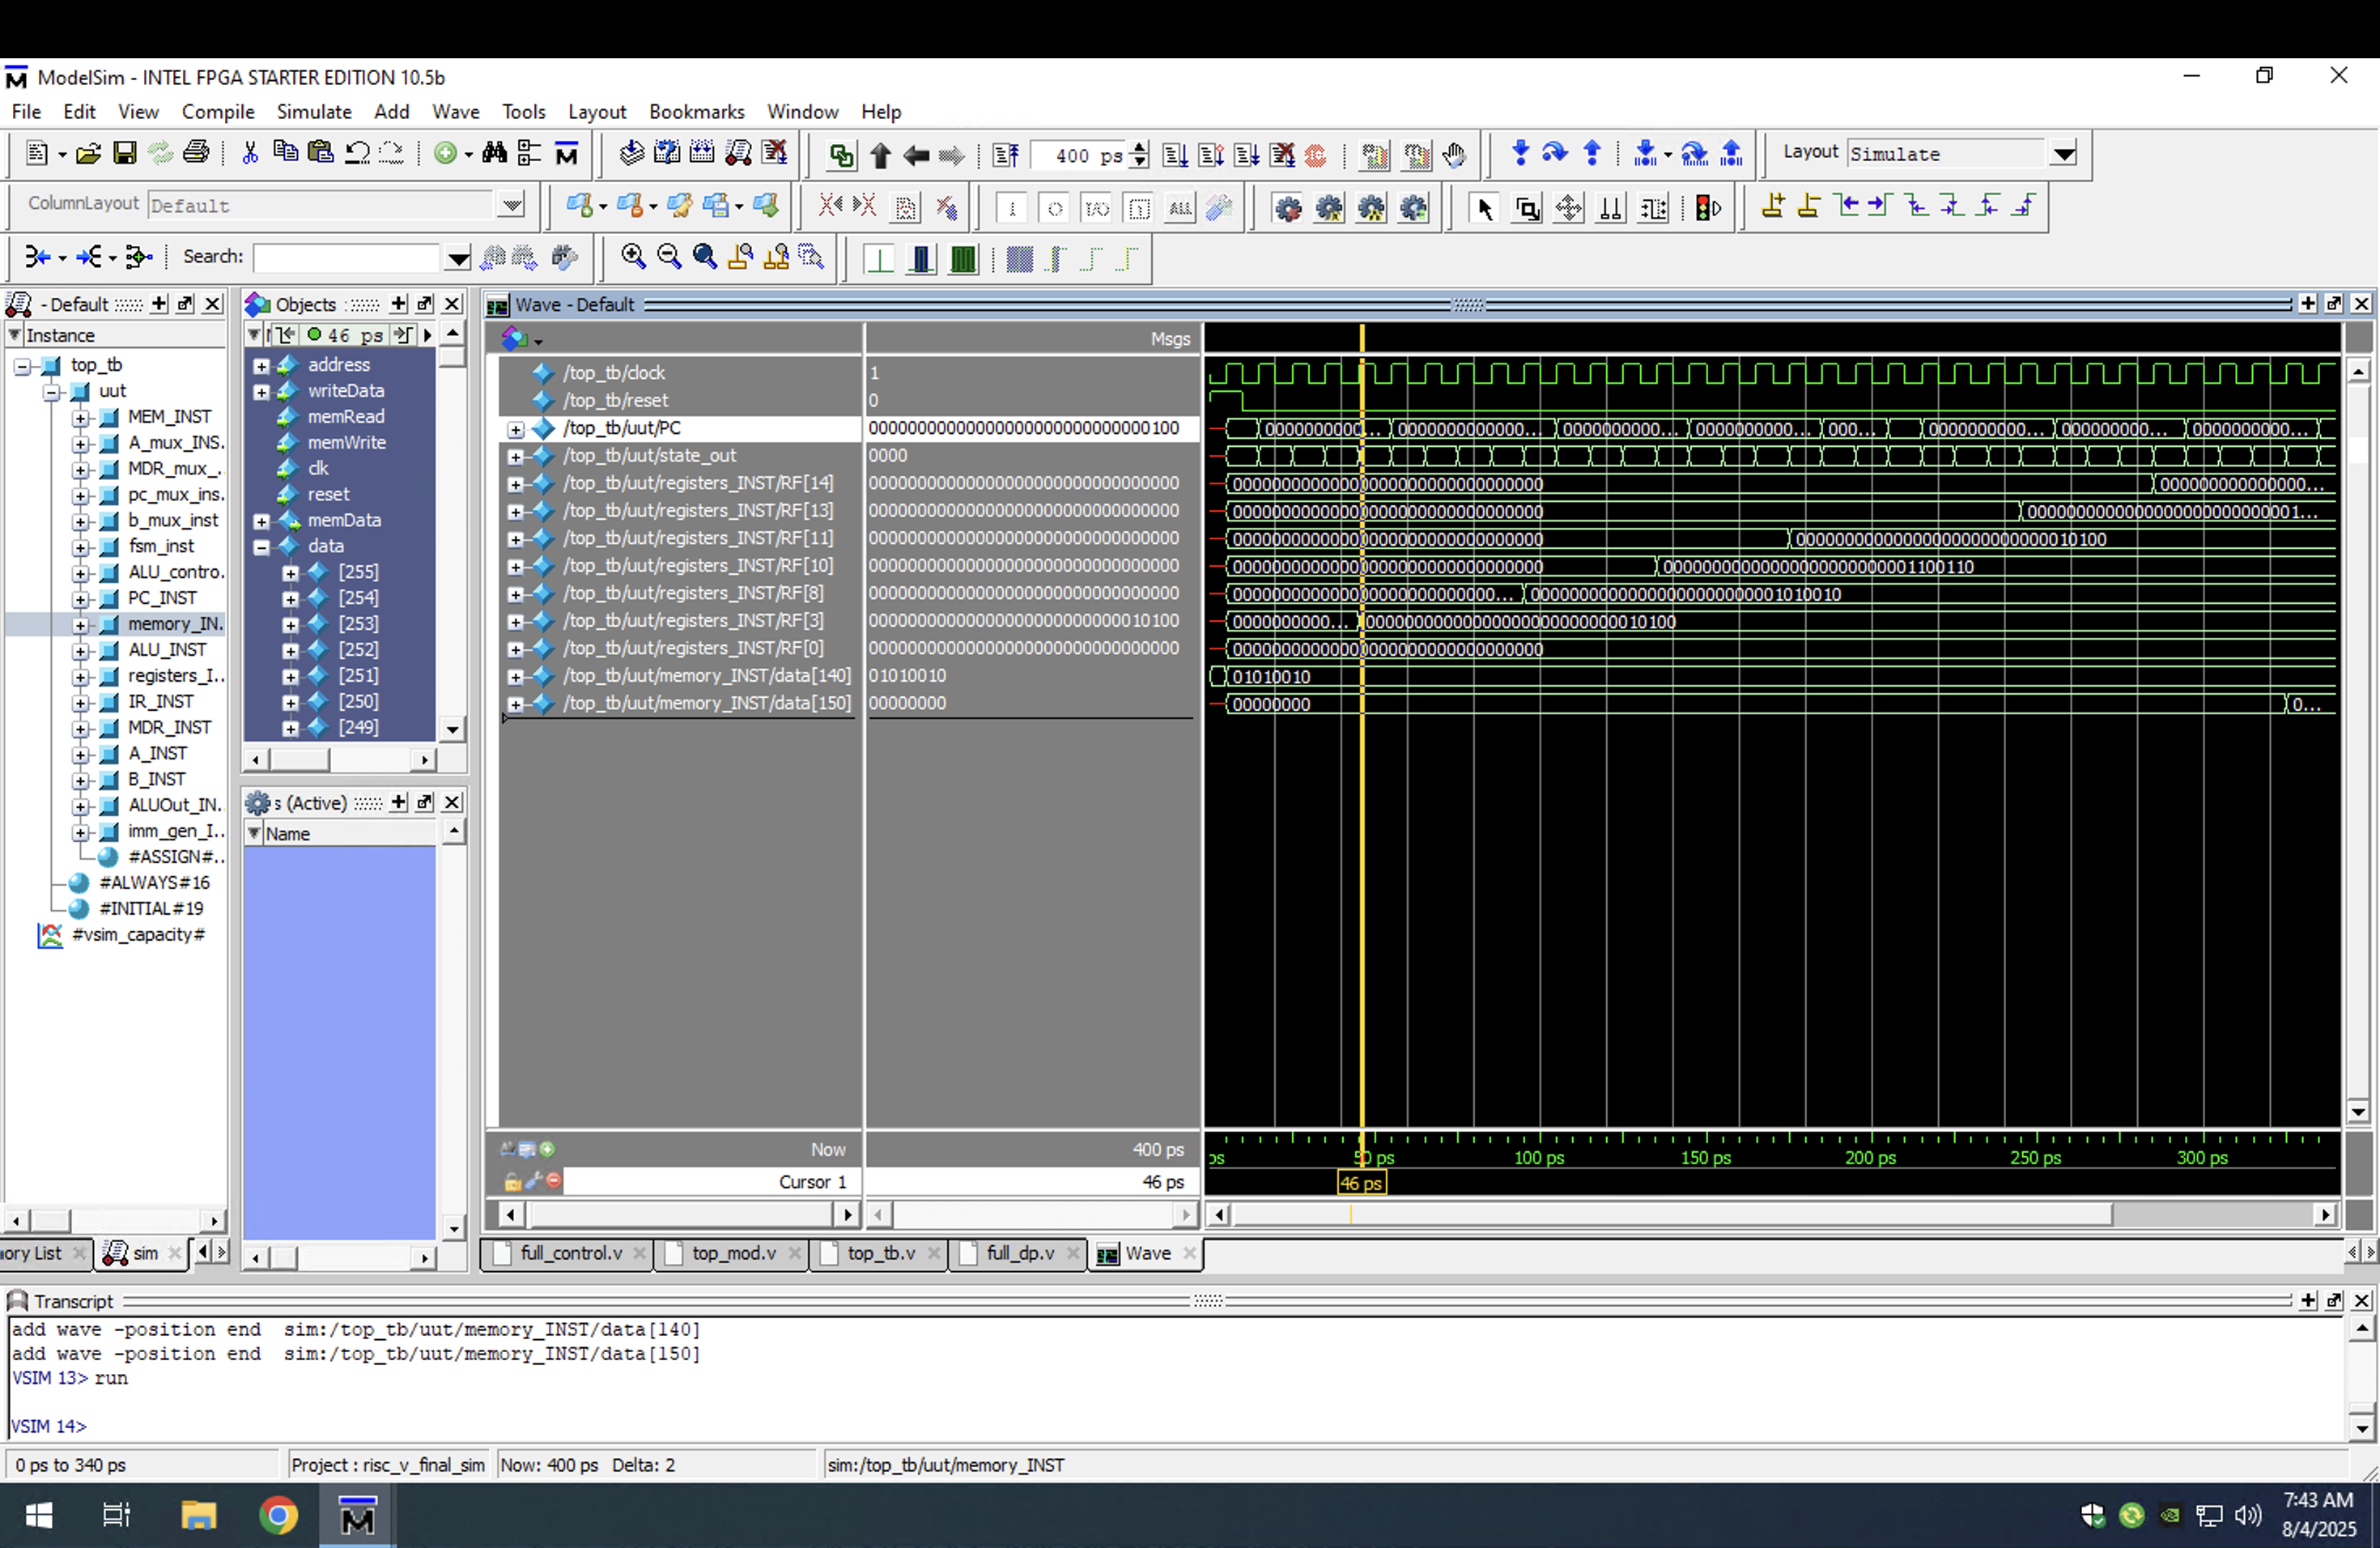 ModelSim - INTEL FPGA STARTER EDITION 10.5b
File Edit View Compile Simulate Add Wave Tools Layout Bookmarks Window Help
400 ps
Layout Simulate
ColumnLayout Default
ALL
Search:
- Default
Instance
top_tb
uut
MEM_INST
A_mux_INS.
MDR_mux_.
pc_mux_ins.
b_mux_inst
fsm_inst
ALU_contro.
PC_INST
memory_IN.
ALU_INST
registers_I..
IR_INST
MDR_INST
A_INST
B_INST
ALUOut_IN.
imm_gen_I..
#ASSIGN#..
#ALWAYS#16
#INITIAL#19
#vsim_capacity#
ory List sim
Objects
46 ps
address
writeData
memRead
memWrite
clk
reset
memData
data
[255]
[254]
[253]
[252]
[251]
[250]
[249]
s (Active)
Name
Wave - Default
Msgs
/top_tb/clock 1
/top_tb/reset 0
/top_tb/uut/PC 00000000000000000000000000000100
/top_tb/uut/state_out 0000
/top_tb/uut/registers_INST/RF[14] 00000000000000000000000000000000
/top_tb/uut/registers_INST/RF[13] 00000000000000000000000000000000
/top_tb/uut/registers_INST/RF[11] 00000000000000000000000000000000
/top_tb/uut/registers_INST/RF[10] 00000000000000000000000000000000
/top_tb/uut/registers_INST/RF[8] 00000000000000000000000000000000
/top_tb/uut/registers_INST/RF[3] 00000000000000000000000000010100
/top_tb/uut/registers_INST/RF[0] 00000000000000000000000000000000
/top_tb/uut/memory_INST/data[140] 01010010
/top_tb/uut/memory_INST/data[150] 00000000
0000000000... 0000000000000... 0000000000... 0000000000... 000... 0000000000... 000000000... 0000000000...
00000000000000000000000000000000 000000000000000...
00000000000000000000000000000000
00000000000000000000000000000000 00000000000000000000000000010100
00000000000000000000000000000000 00000000000000000000000001100110
00000000000000000000000001010010
0000000000... 00000000000000000000000000010100
00000000000000000000000000000000
01010010
00000000 0...
Now 400 ps
Cursor 1 46 ps
ps 50 ps 100 ps 150 ps 200 ps 250 ps 300 ps
46 ps
full_control.v top_mod.v top_tb.v full_dp.v Wave
Transcript
add wave -position end sim:/top_tb/uut/memory_INST/data[140]
add wave -position end sim:/top_tb/uut/memory_INST/data[150]
VSIM 13> run
VSIM 14>
0 ps to 340 ps Project : risc_v_final_sim Now: 400 ps Delta: 2 sim:/top_tb/uut/memory_INST
7:43 AM
8/4/2025